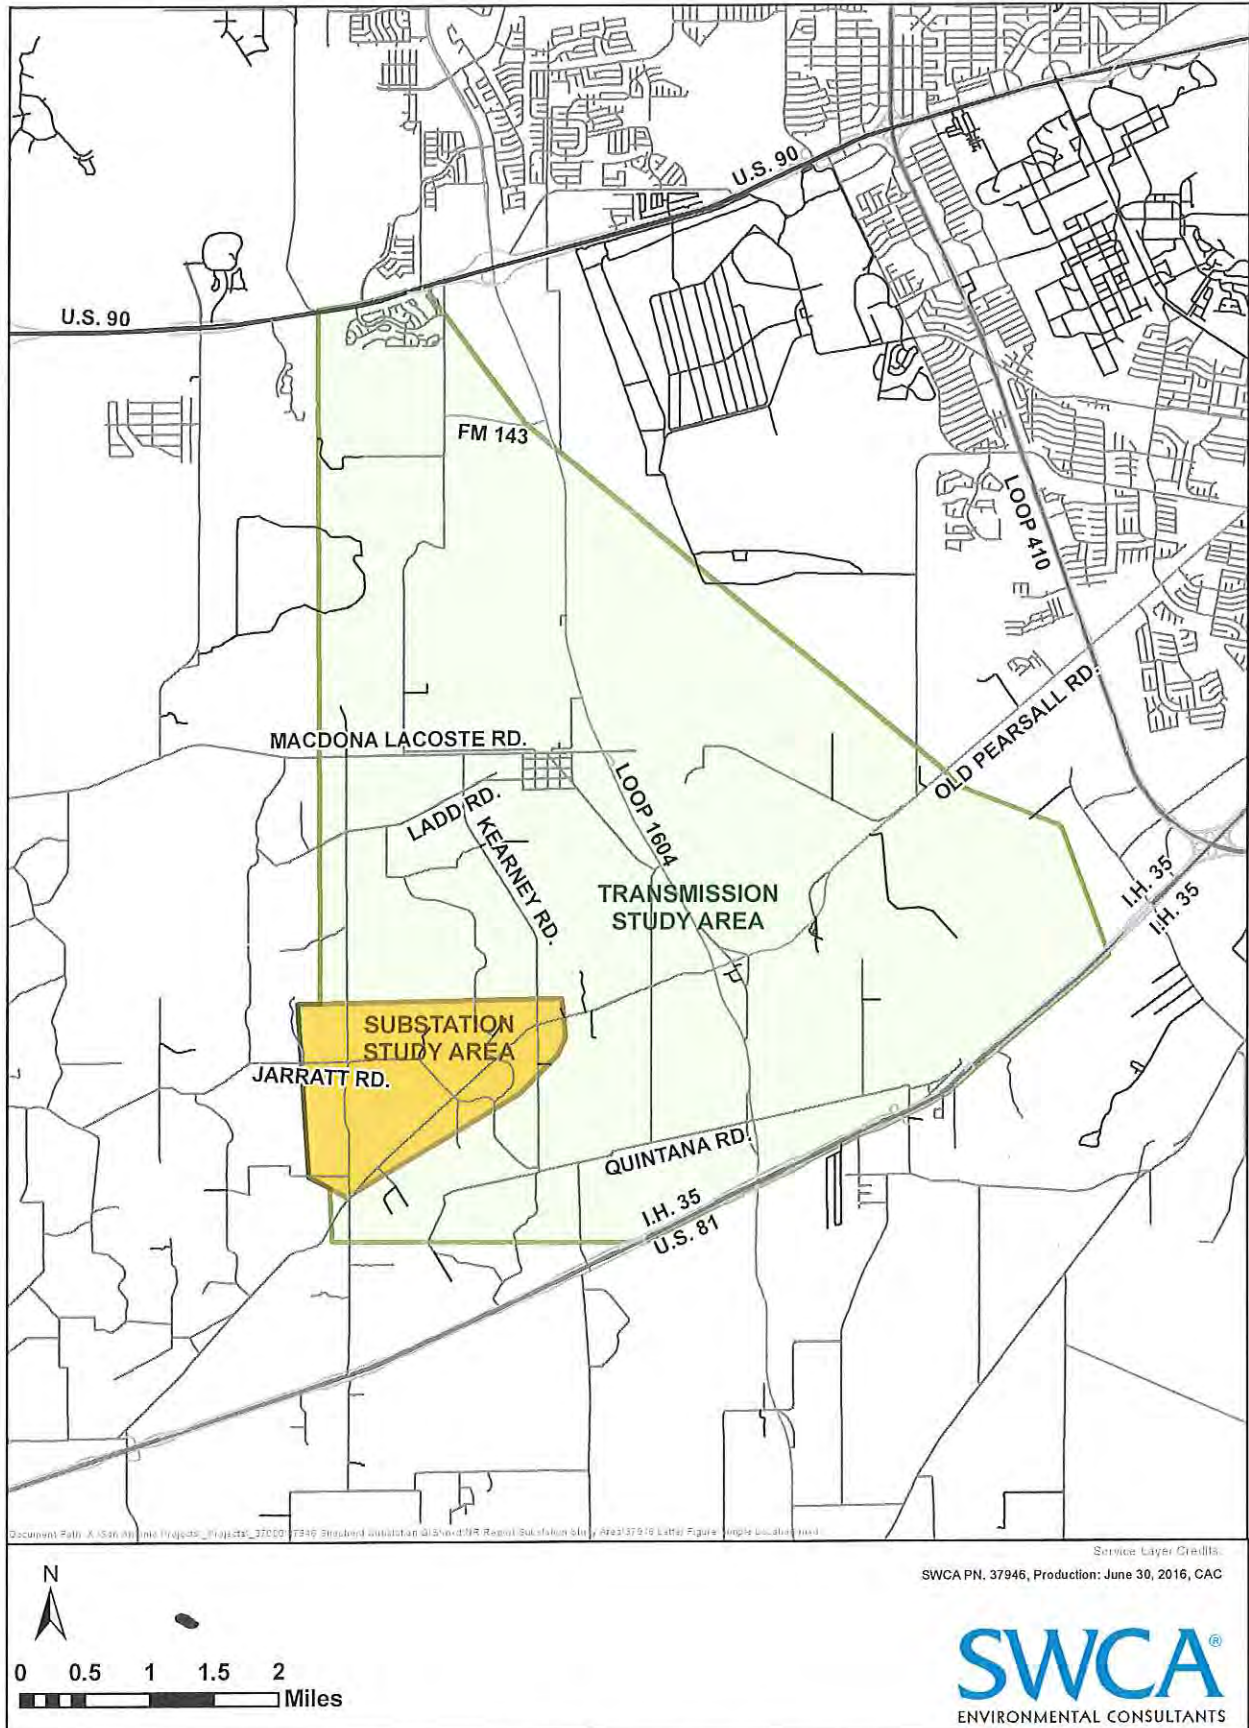 U.S. 90
U.S. 90
FM 143
LOOP 410
MACDONA LACOSTE RD.
OLD PEARSALL RD.
LADD RD.
LOOP 1604
KEARNEY RD.
TRANSMISSION
STUDY AREA
I.H. 35
I.H. 35
SUBSTATION
STUDY AREA
JARRATT RD.
QUINTANA RD.
I.H. 35
U.S. 81
Service Layer Credits:
SWCA PN. 37946, Production: June 30, 2016, CAC
N
0 0.5 1 1.5 2
Miles
SWCA®
ENVIRONMENTAL CONSULTANTS